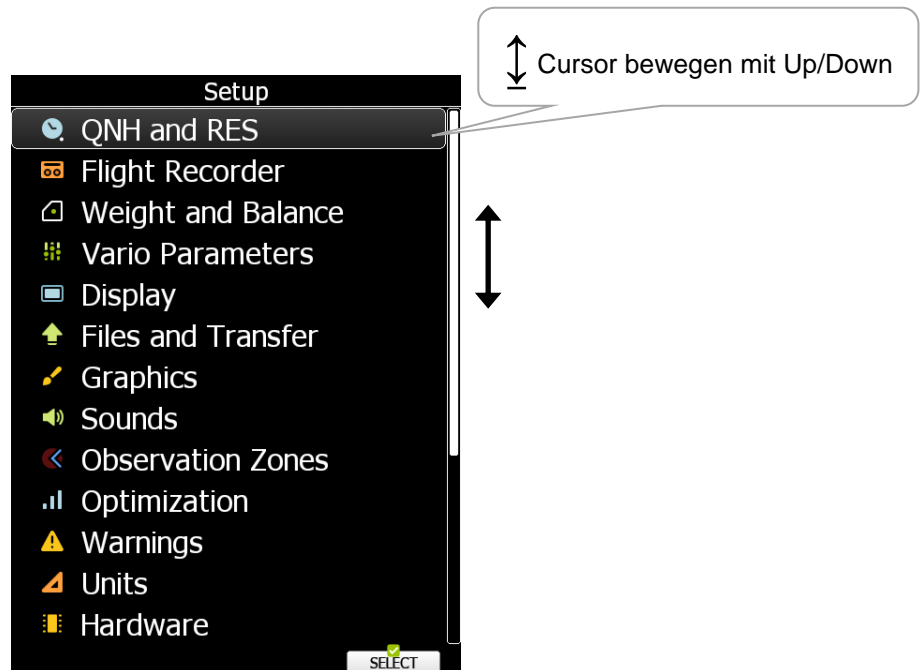 Cursor bewegen mit Up/Down
Setup
QNH and RES
Flight Recorder
Weight and Balance
Vario Parameters
Display
Files and Transfer
Graphics
Sounds
Observation Zones
Optimization
Warnings
Units
Hardware
SELECT